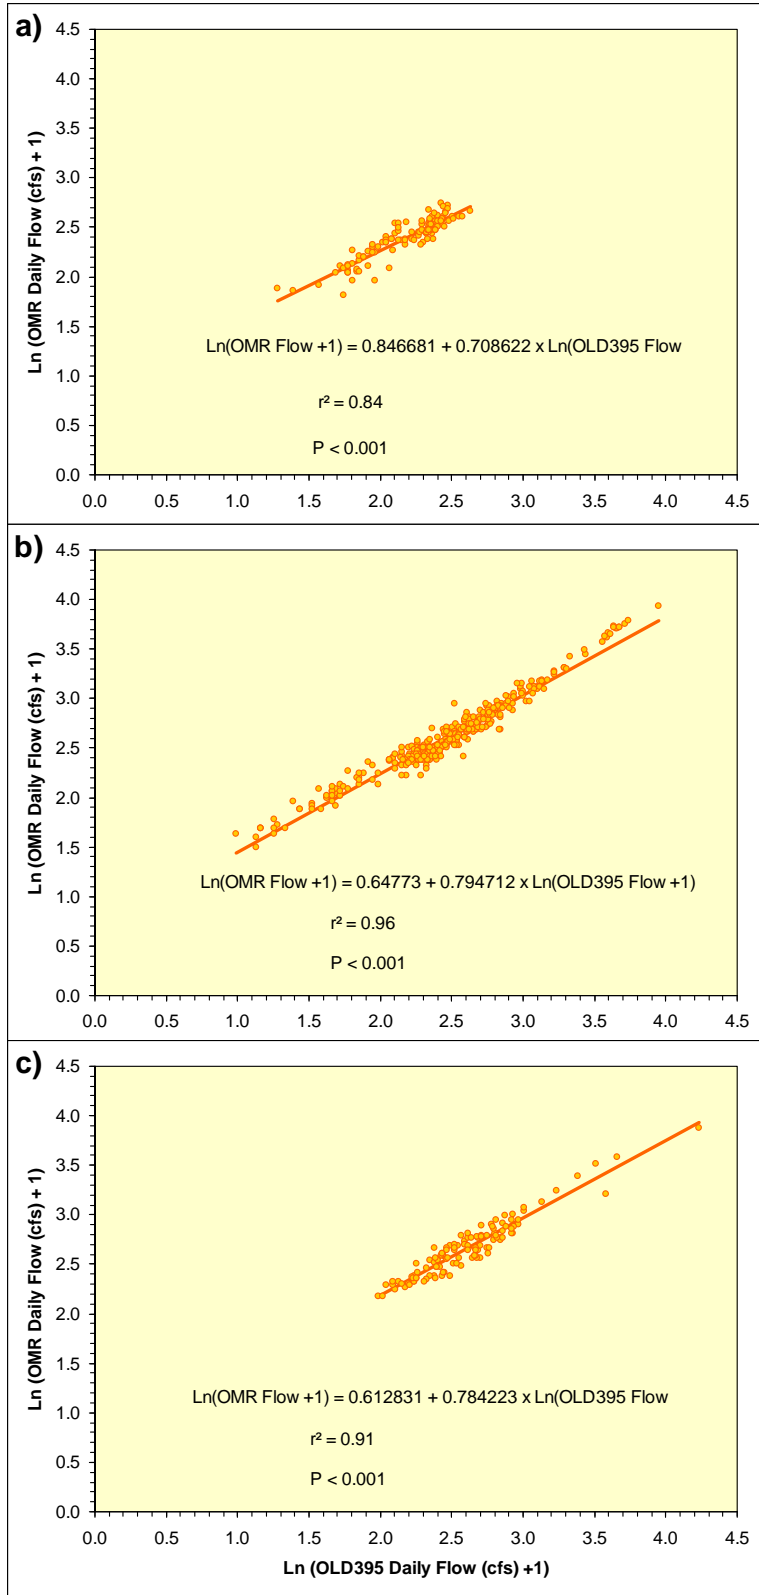 a)
4.5
4.0
3.5
3.0
2.5
2.0
1.5
1.0
0.5
0.0
Ln (OMR Daily Flow (cfs) + 1)
Ln(OMR Flow +1) = 0.846681 + 0.708622 x Ln(OLD395 Flow
r² = 0.84
P < 0.001
0.0 0.5 1.0 1.5 2.0 2.5 3.0 3.5 4.0 4.5
b)
4.5
4.0
3.5
3.0
2.5
2.0
1.5
1.0
0.5
0.0
Ln (OMR Daily Flow (cfs) + 1)
Ln(OMR Flow +1) = 0.64773 + 0.794712 x Ln(OLD395 Flow +1)
r² = 0.96
P < 0.001
0.0 0.5 1.0 1.5 2.0 2.5 3.0 3.5 4.0 4.5
c)
4.5
4.0
3.5
3.0
2.5
2.0
1.5
1.0
0.5
0.0
Ln (OMR Daily Flow (cfs) + 1)
Ln(OMR Flow +1) = 0.612831 + 0.784223 x Ln(OLD395 Flow
r² = 0.91
P < 0.001
0.0 0.5 1.0 1.5 2.0 2.5 3.0 3.5 4.0 4.5
Ln (OLD395 Daily Flow (cfs) +1)